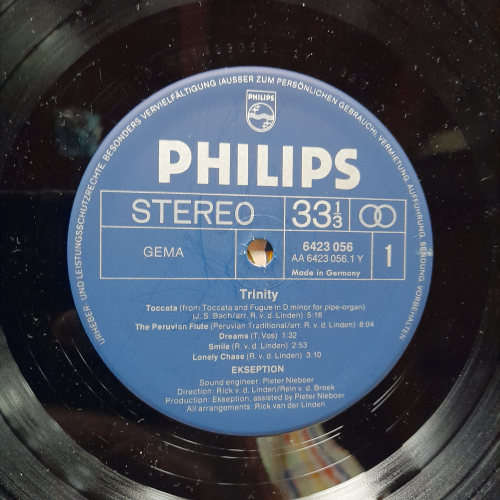 URHEBER UND LEISTUNGSSCHUTZRECHTE, BESONDERS VERVIELFÄLTIGUNG (AUSSER ZUM PERSÖNLICHEN GEBRAUCH), VERMIETUNG, AUFFÜHRUNG, SENDUNG, VORBEHALTEN
PHILIPS
PHILIPS
STEREO 33 1/3
GEMA
6423 056
AA 6423 056.1 Y
Made in Germany
1
Trinity
Toccata (from Toccata and Fugue in D minor for pipe-organ)
(J. S. Bach/arr. R. v. d. Linden) 5:16
The Peruvian Flute (Peruvian Traditional/arr. R. v. d. Linden) 8:04
Dreams (T. Vos) 1:32
Smile (R. v. d. Linden) 2:53
Lonely Chase (R. v. d. Linden) 3.10
EKSEPTION
Sound engineer: Pieter Nieboer
Direction: Rick v. d. Linden/Rein v. d. Broek
Production: Ekseption, assisted by Pieter Nieboer
All arrangements: Rick van der Linden